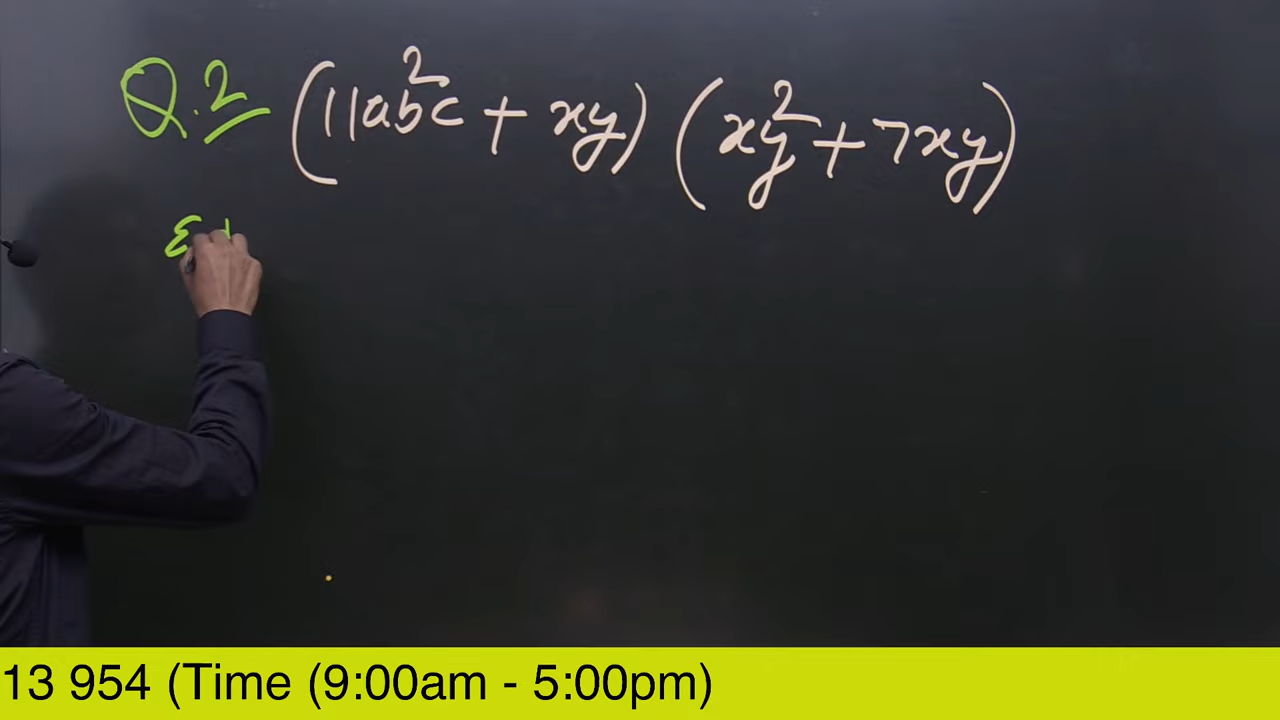 Q.2 (11ab²c + xy) (xy² + 7xy)
13 954 (Time (9:00am - 5:00pm)